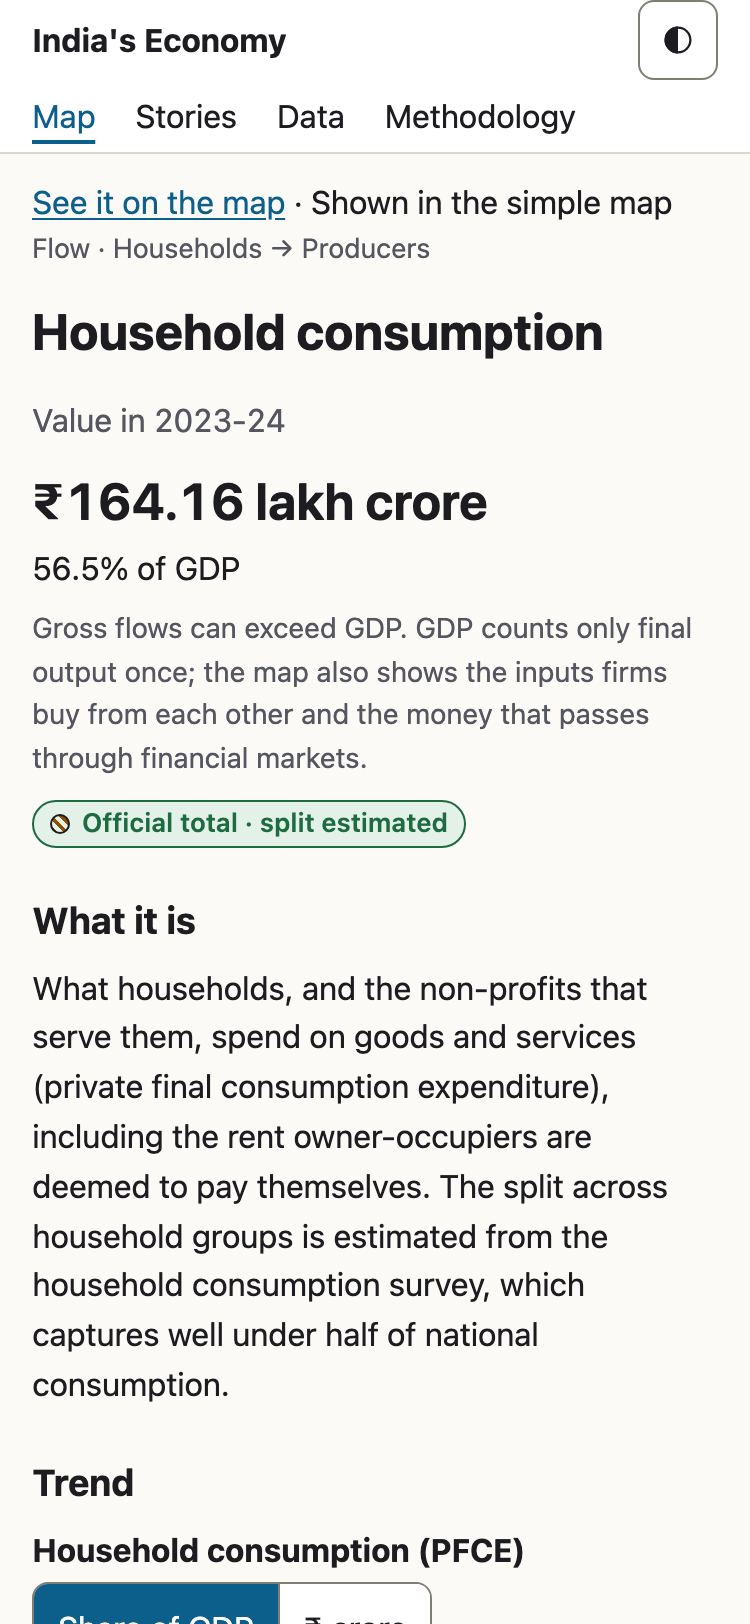 India's Economy
Map Stories Data Methodology
See it on the map · Shown in the simple map
Flow · Households → Producers
Household consumption
Value in 2023-24
₹164.16 lakh crore
56.5% of GDP
Gross flows can exceed GDP. GDP counts only final
output once; the map also shows the inputs firms
buy from each other and the money that passes
through financial markets.
Official total · split estimated
What it is
What households, and the non-profits that
serve them, spend on goods and services
(private final consumption expenditure),
including the rent owner-occupiers are
deemed to pay themselves. The split across
household groups is estimated from the
household consumption survey, which
captures well under half of national
consumption.
Trend
Household consumption (PFCE)
Share of GDP ₹ crore